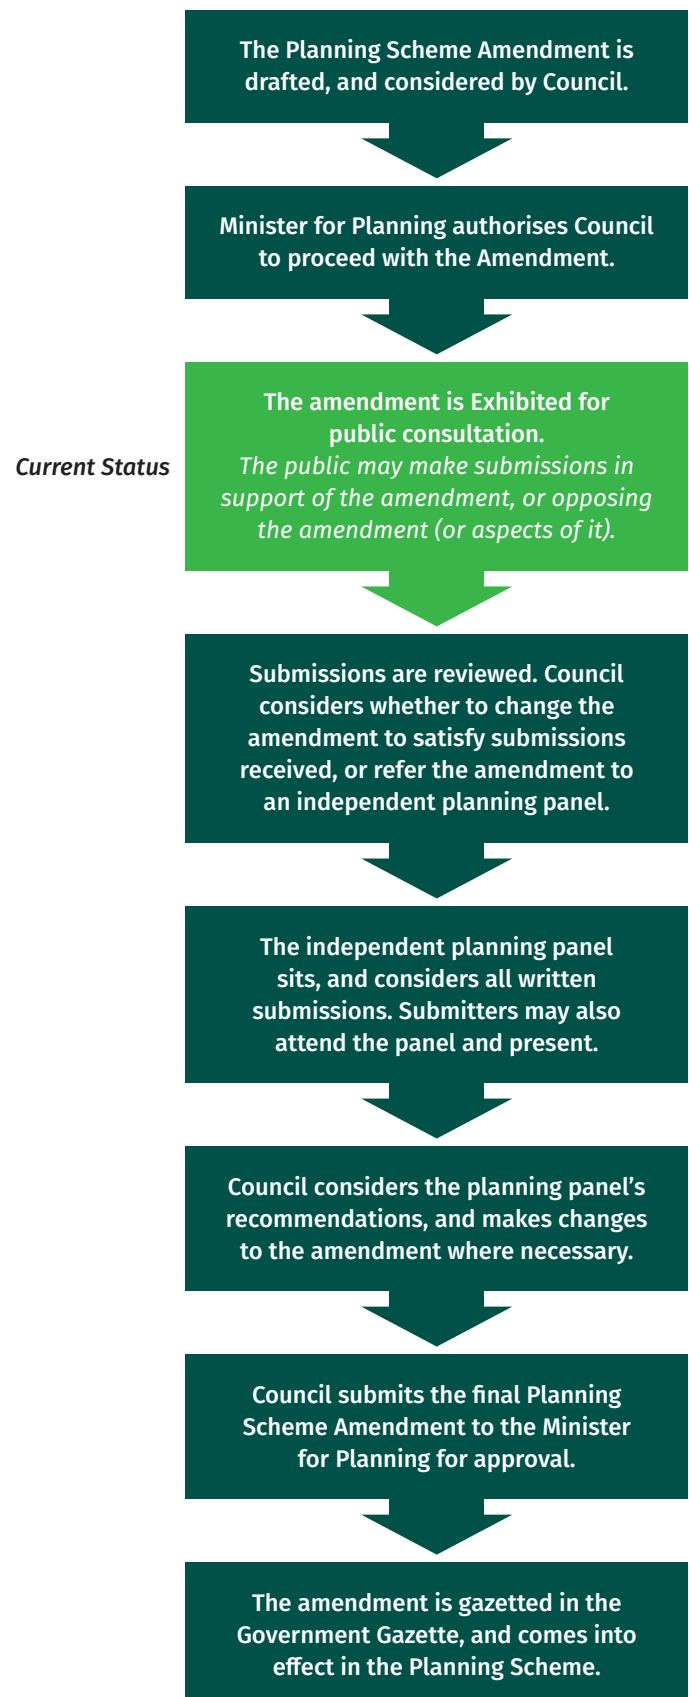 The Planning Scheme Amendment is
drafted, and considered by Council.
Minister for Planning authorises Council
to proceed with the Amendment.
Current Status
The amendment is Exhibited for
public consultation.
The public may make submissions in
support of the amendment, or opposing
the amendment (or aspects of it).
Submissions are reviewed. Council
considers whether to change the
amendment to satisfy submissions
received, or refer the amendment to
an independent planning panel.
The independent planning panel
sits, and considers all written
submissions. Submitters may also
attend the panel and present.
Council considers the planning panel’s
recommendations, and makes changes
to the amendment where necessary.
Council submits the final Planning
Scheme Amendment to the Minister
for Planning for approval.
The amendment is gazetted in the
Government Gazette, and comes into
effect in the Planning Scheme.